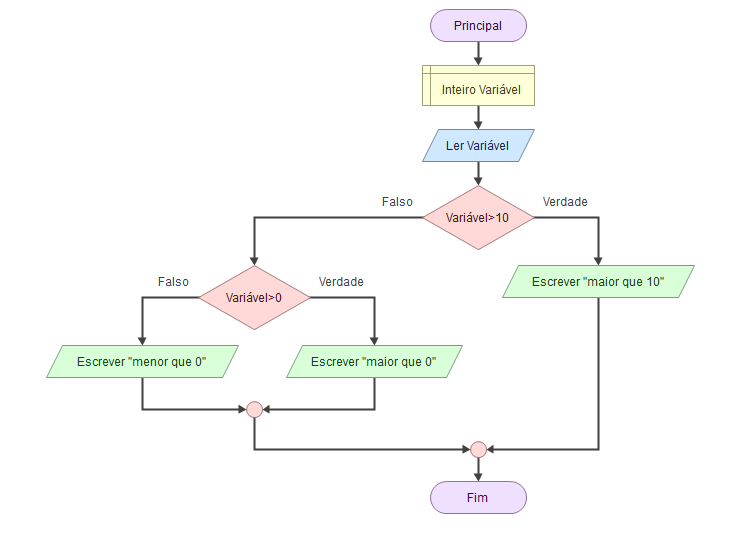 Principal
Inteiro Variável
Ler Variável
Falso
Verdade
Variável>10
Falso
Verdade
Escrever "maior que 10"
Variável>0
Escrever "menor que 0"
Escrever "maior que 0"
Fim